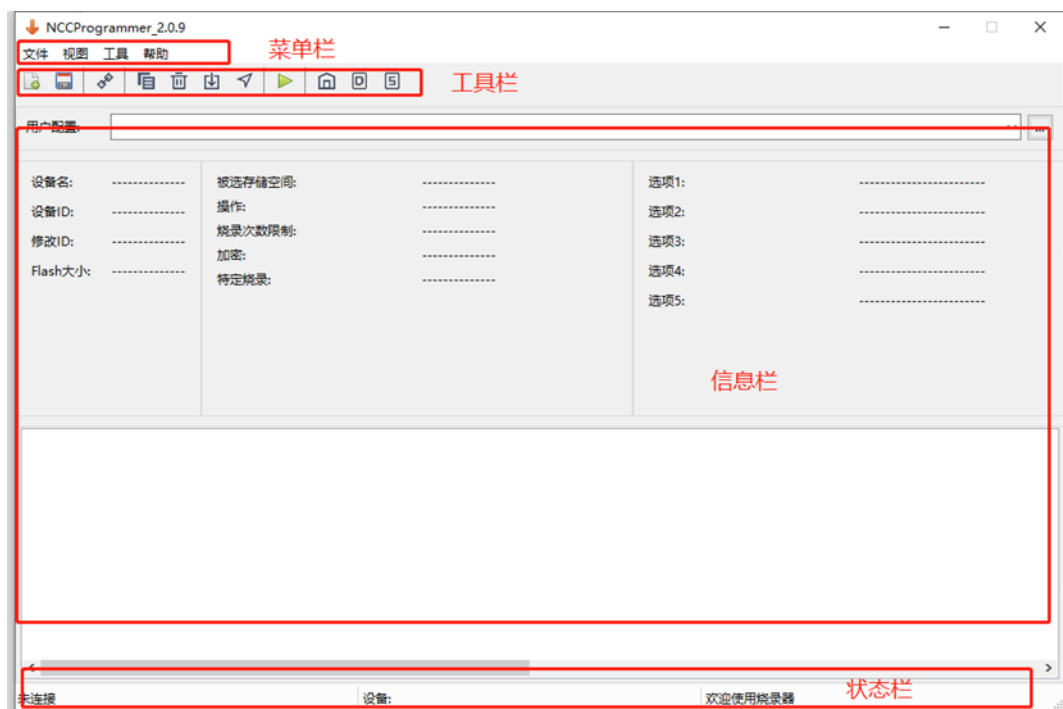 NCCProgrammer_2.0.9
文件 视图 工具 帮助 菜单栏
D S 工具栏
用户配置: ...
设备名: -------------- 被选存储空间: -------------- 选项1: ------------------------
设备ID: -------------- 操作: -------------- 选项2: ------------------------
修改ID: -------------- 烧录次数限制: -------------- 选项3: ------------------------
Flash大小: -------------- 加密: -------------- 选项4: ------------------------
特定烧录: -------------- 选项5: ------------------------
信息栏
未连接 设备: 欢迎使用烧录器 状态栏